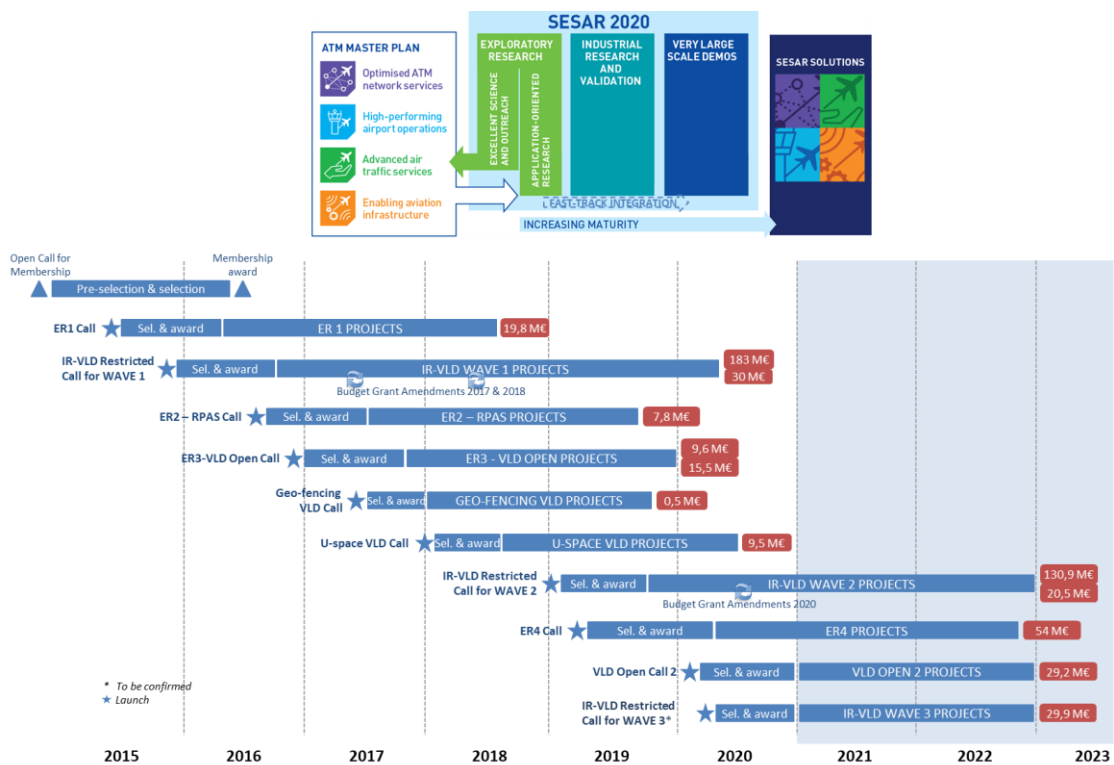 SESAR 2020
ATM MASTER PLAN
Optimised ATM
network services
High-performing
airport operations
Advanced air
traffic services
Enabling aviation
infrastructure
EXPLORATORY
RESEARCH
EXCELLENT SCIENCE
AND OUTREACH
APPLICATION-ORIENTED
RESEARCH
INDUSTRIAL
RESEARCH
AND
VALIDATION
VERY LARGE
SCALE DEMOS
FAST-TRACK INTEGRATION
INCREASING MATURITY
SESAR SOLUTIONS
Open Call for
Membership
Membership
award
Pre-selection & selection
ER1 Call
Sel. & award
ER 1 PROJECTS
19,8 M€
IR-VLD Restricted
Call for WAVE 1
Sel. & award
IR-VLD WAVE 1 PROJECTS
183 M€
30 M€
Budget Grant Amendments 2017 & 2018
ER2 – RPAS Call
Sel. & award
ER2 – RPAS PROJECTS
7,8 M€
ER3-VLD Open Call
Sel. & award
ER3 - VLD OPEN PROJECTS
9,6 M€
15,5 M€
Geo-fencing
VLD Call
Sel. & award
GEO-FENCING VLD PROJECTS
0,5 M€
U-space VLD Call
Sel. & award
U-SPACE VLD PROJECTS
9,5 M€
IR-VLD Restricted
Call for WAVE 2
Sel. & award
IR-VLD WAVE 2 PROJECTS
130,9 M€
20,5 M€
Budget Grant Amendments 2020
ER4 Call
Sel. & award
ER4 PROJECTS
54 M€
VLD Open Call 2
Sel. & award
VLD OPEN 2 PROJECTS
29,2 M€
IR-VLD Restricted
Call for WAVE 3*
Sel. & award
IR-VLD WAVE 3 PROJECTS
29,9 M€
* To be confirmed
Launch
2015 2016 2017 2018 2019 2020 2021 2022 2023